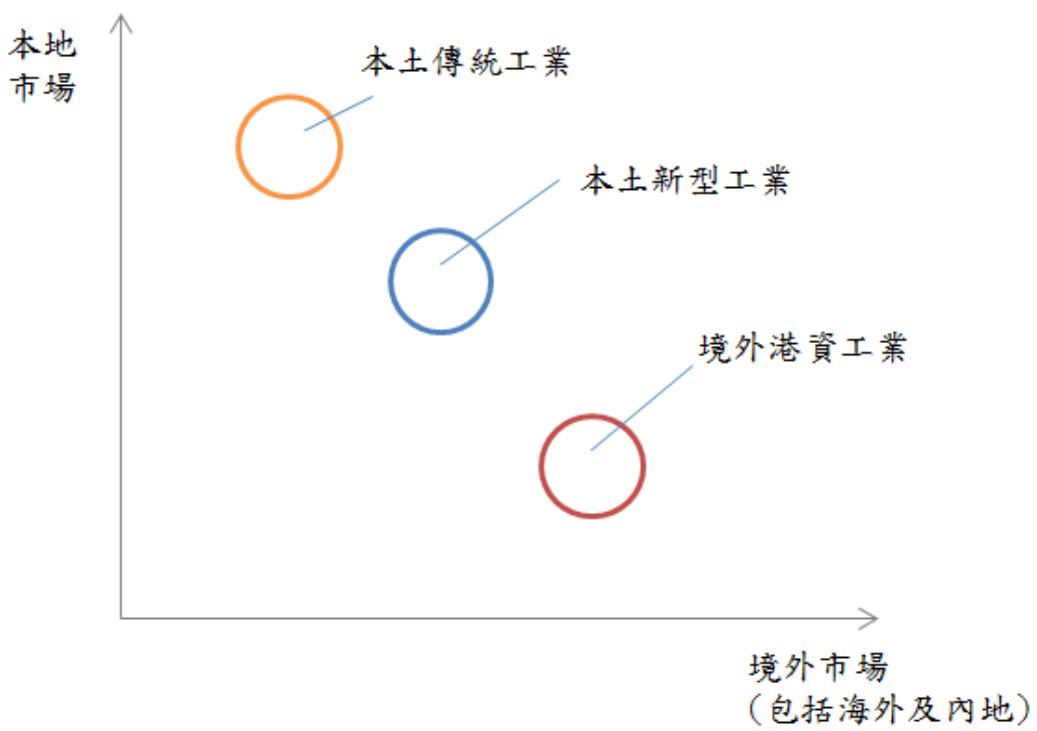 本地
市場
本土傳統工業
本土新型工業
境外港資工業
境外市場
(包括海外及內地)